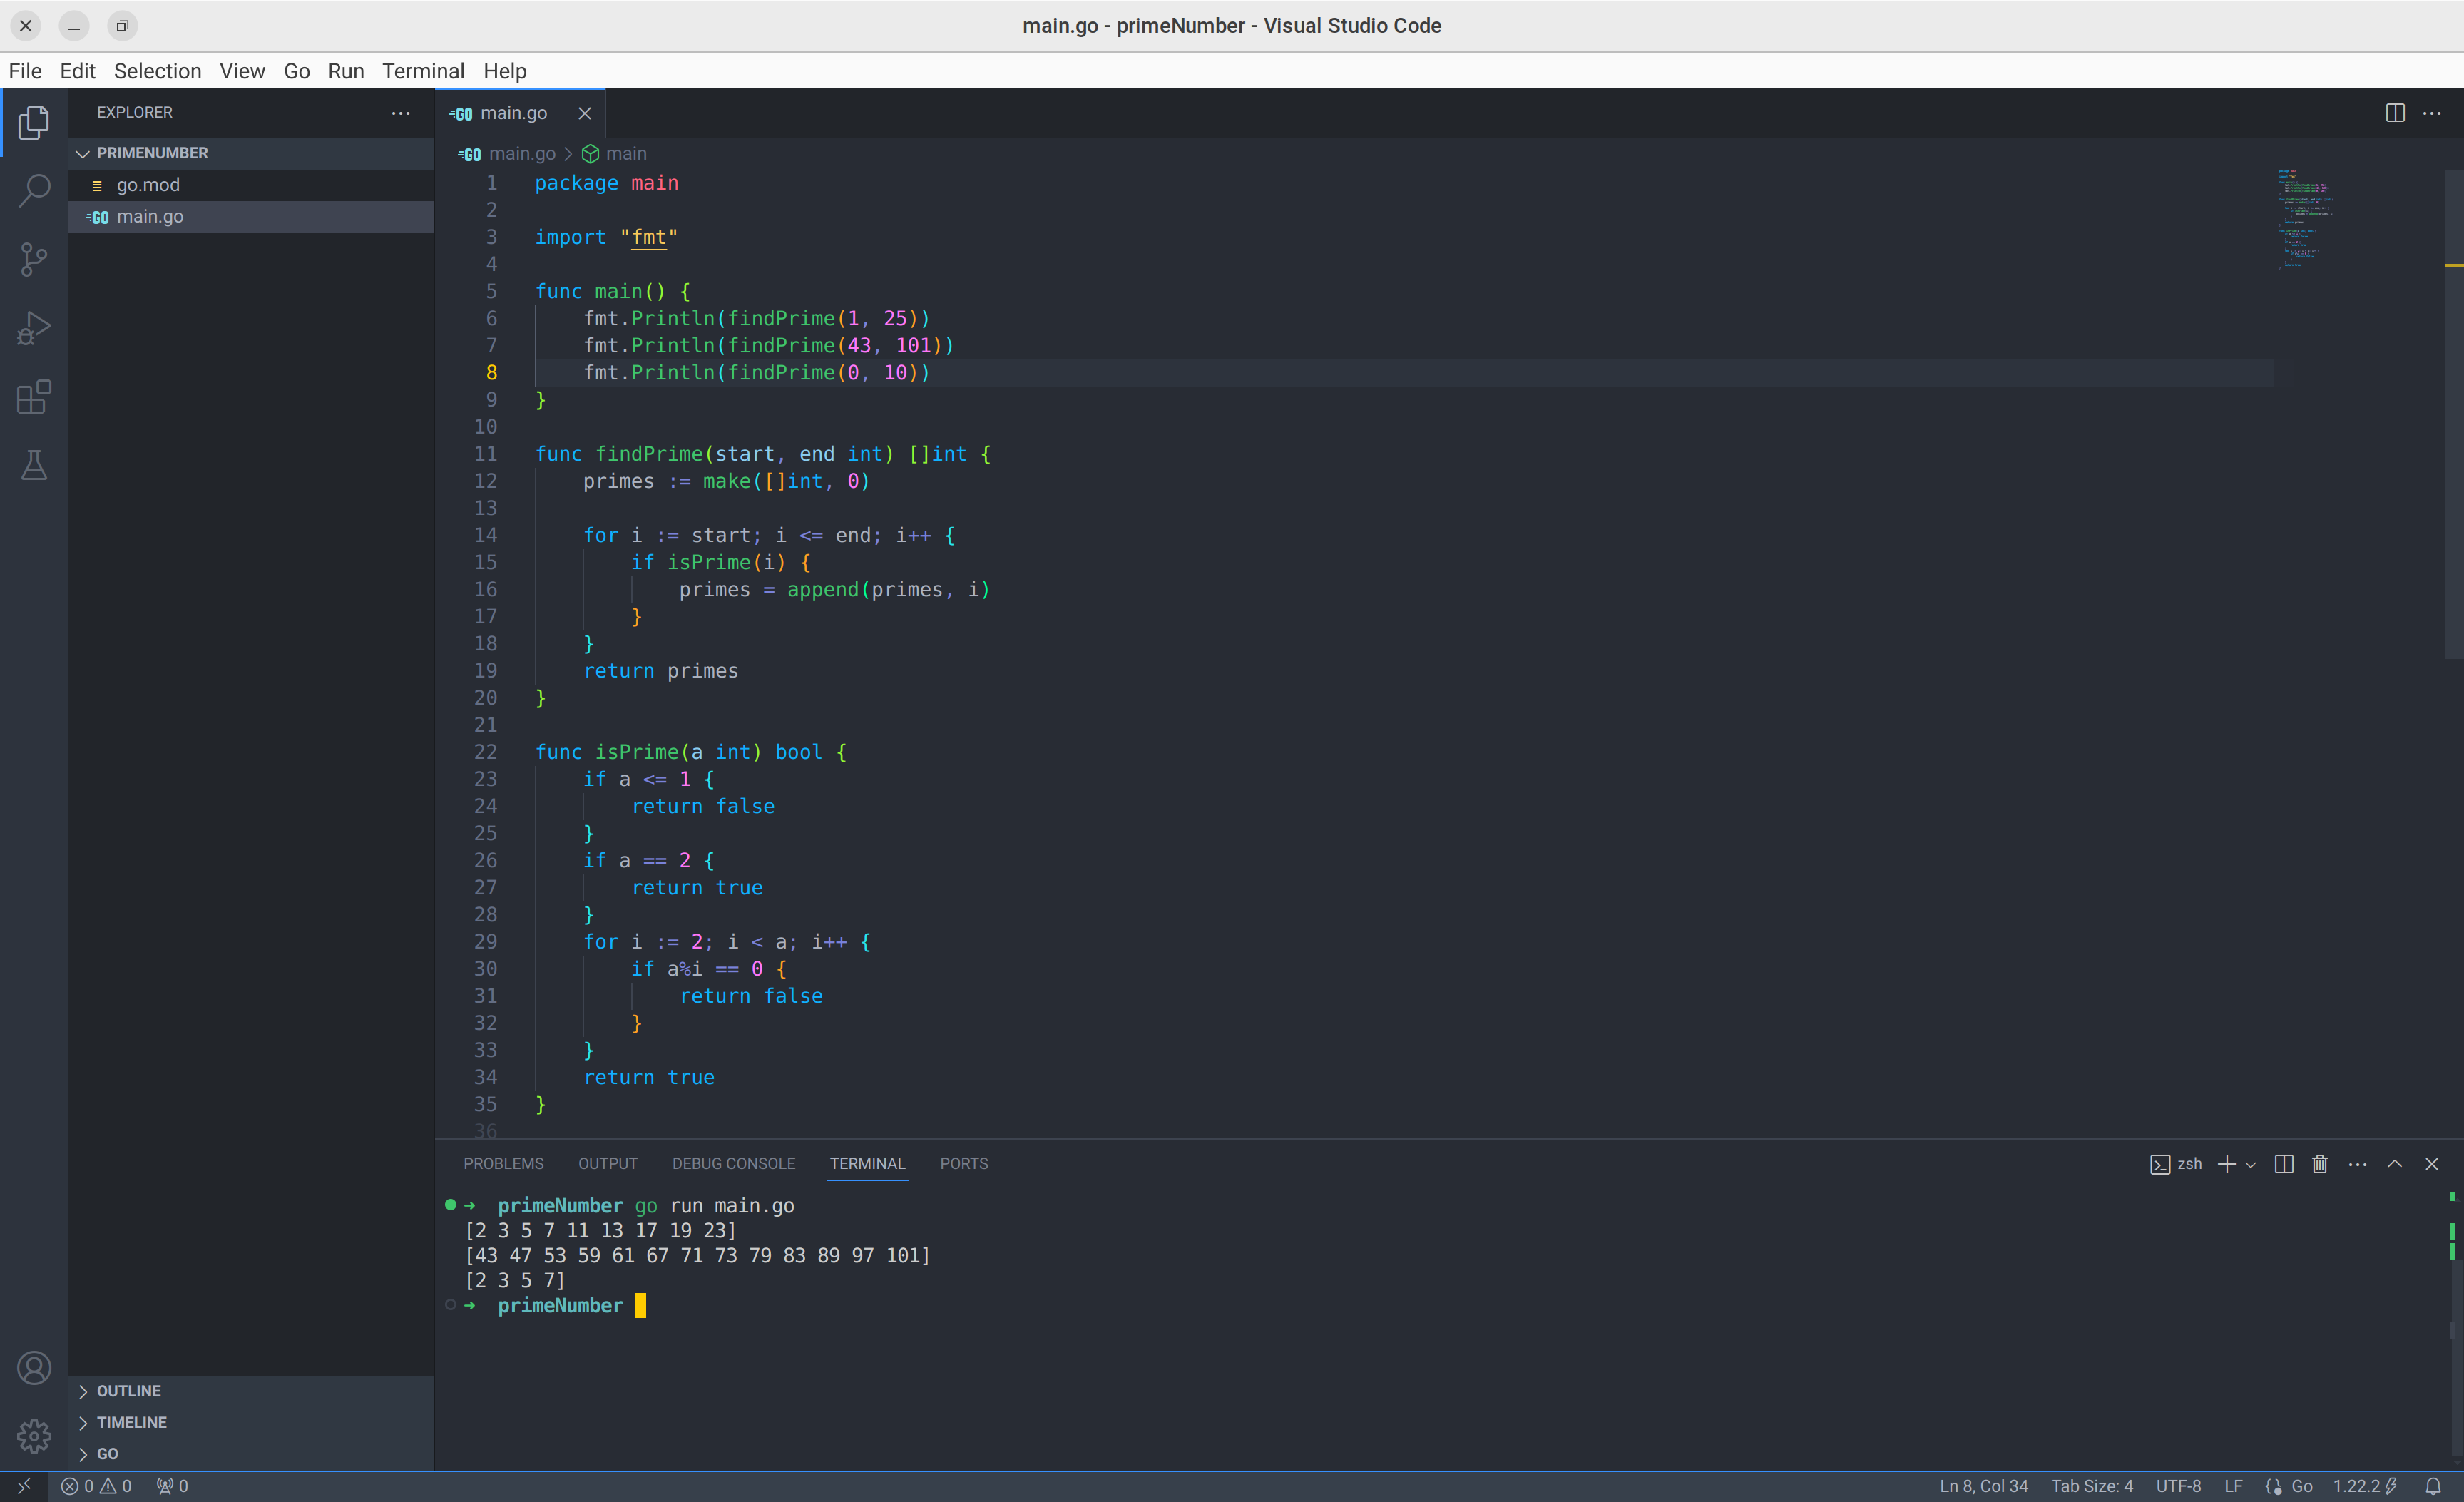 main.go - primeNumber - Visual Studio Code
File Edit Selection View Go Run Terminal Help
EXPLORER
PRIMENUMBER
go.mod
GO main.go
GO main.go
GO main.go > main
1 package main
2
3 import "fmt"
4
5 func main() {
6     fmt.Println(findPrime(1, 25))
7     fmt.Println(findPrime(43, 101))
8     fmt.Println(findPrime(0, 10))
9 }
10
11 func findPrime(start, end int) []int {
12     primes := make([]int, 0)
13
14     for i := start; i <= end; i++ {
15         if isPrime(i) {
16             primes = append(primes, i)
17         }
18     }
19     return primes
20 }
21
22 func isPrime(a int) bool {
23     if a <= 1 {
24         return false
25     }
26     if a == 2 {
27         return true
28     }
29     for i := 2; i < a; i++ {
30         if a%i == 0 {
31             return false
32         }
33     }
34     return true
35 }
36
PROBLEMS OUTPUT DEBUG CONSOLE TERMINAL PORTS
zsh
➜ primeNumber go run main.go
[2 3 5 7 11 13 17 19 23]
[43 47 53 59 61 67 71 73 79 83 89 97 101]
[2 3 5 7]
➜ primeNumber
OUTLINE
TIMELINE
GO
0 0 0
Ln 8, Col 34 Tab Size: 4 UTF-8 LF Go 1.22.2